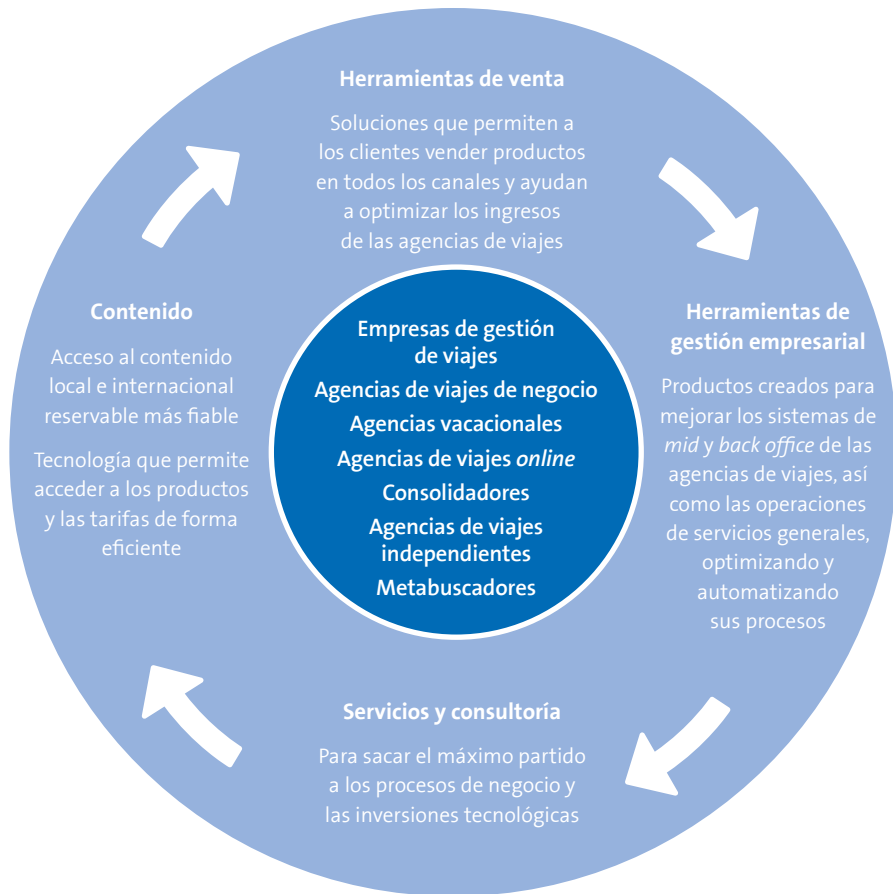 Herramientas de venta
Soluciones que permiten a
los clientes vender productos
en todos los canales y ayudan
a optimizar los ingresos
de las agencias de viajes
Contenido
Acceso al contenido
local e internacional
reservable más fiable
Tecnología que permite
acceder a los productos
y las tarifas de forma
eficiente
Empresas de gestión
de viajes
Agencias de viajes de negocio
Agencias vacacionales
Agencias de viajes online
Consolidadores
Agencias de viajes
independientes
Metabuscadores
Herramientas de
gestión empresarial
Productos creados para
mejorar los sistemas de
mid y back office de las
agencias de viajes, así
como las operaciones
de servicios generales,
optimizando y
automatizando
sus procesos
Servicios y consultoría
Para sacar el máximo partido
a los procesos de negocio y
las inversiones tecnológicas